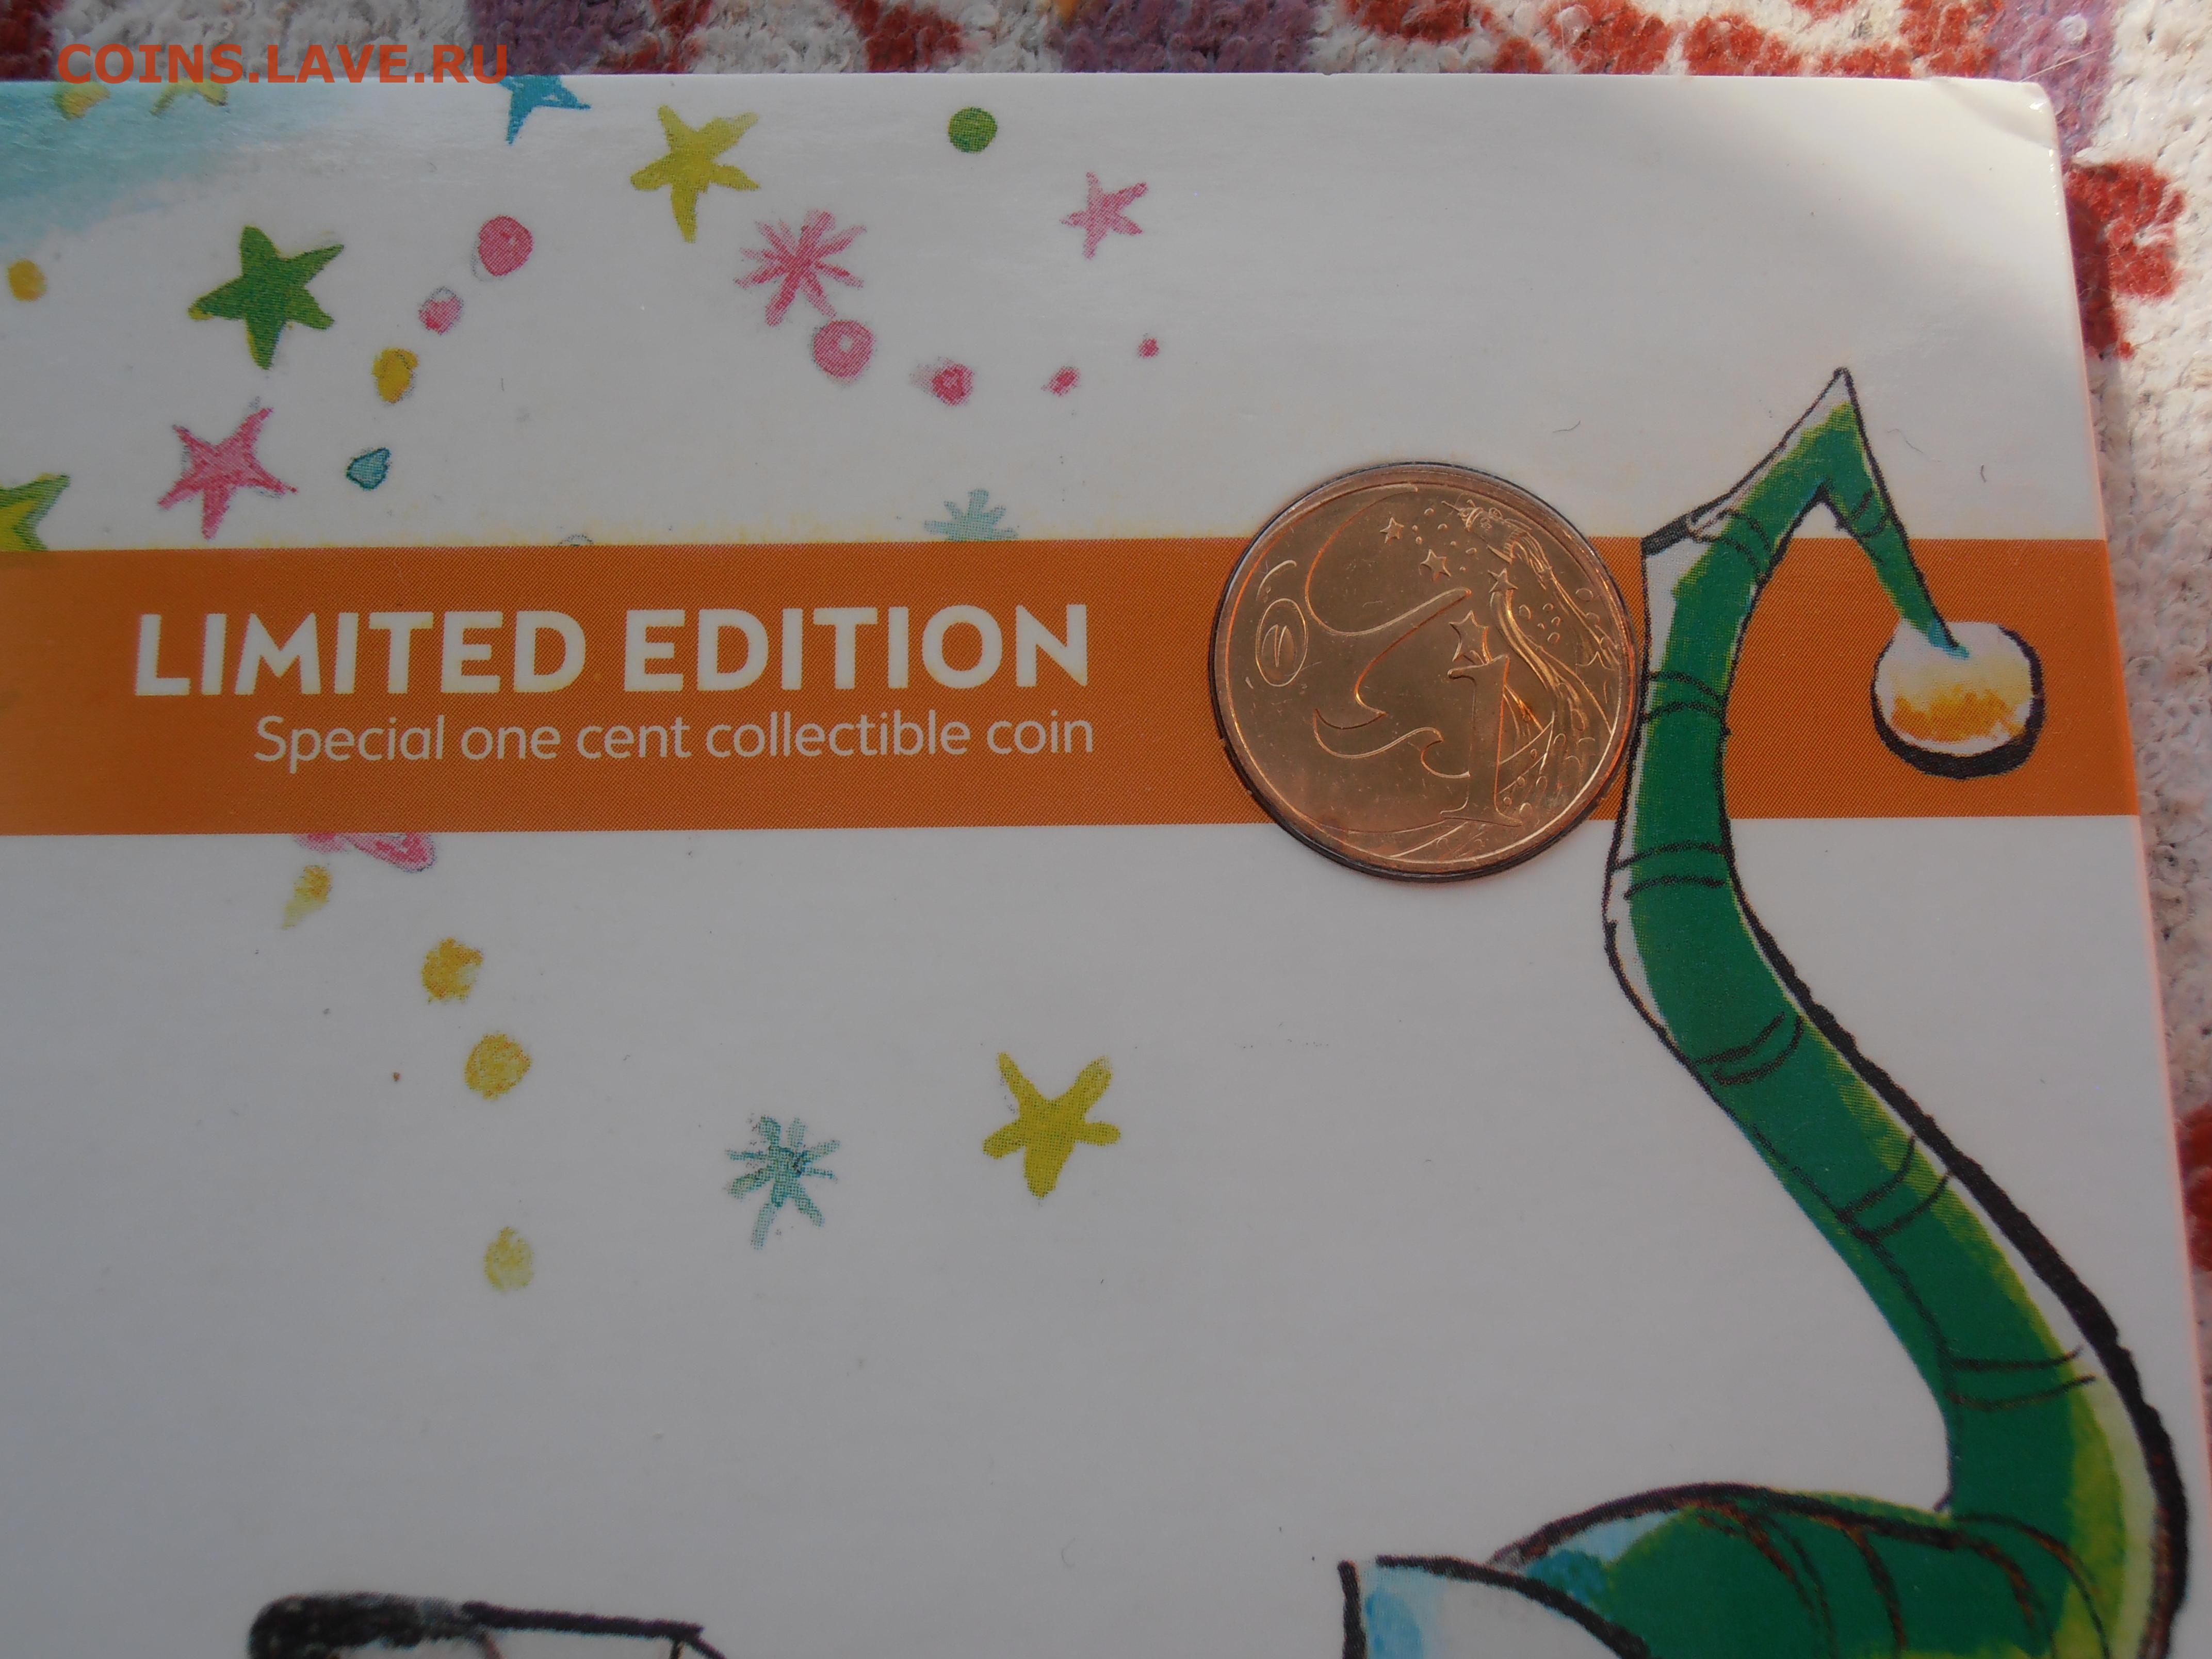 COINS.LAVE.RU
LIMITED EDITION
Special one cent collectible coin
1